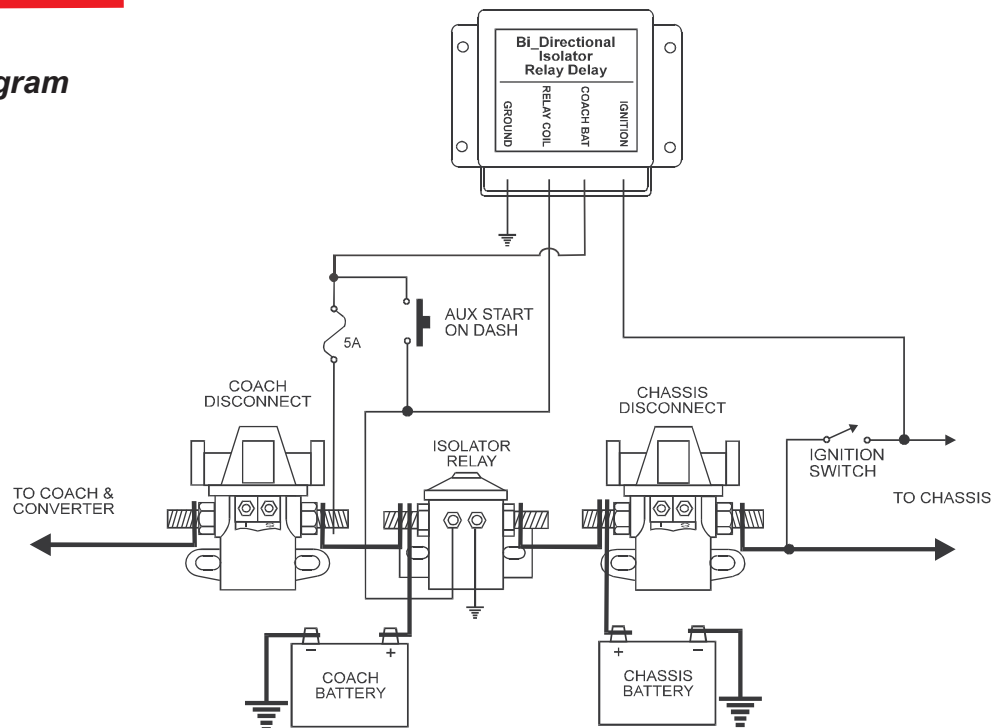 gram
Bi_Directional
Isolator
Relay Delay
GROUND
RELAY COIL
COACH BAT
IGNITION
AUX START
ON DASH
5A
COACH
DISCONNECT
CHASSIS
DISCONNECT
ISOLATOR
RELAY
IGNITION
SWITCH
TO COACH &
CONVERTER
TO CHASSIS
I S
I S
− +
COACH
BATTERY
+ −
CHASSIS
BATTERY